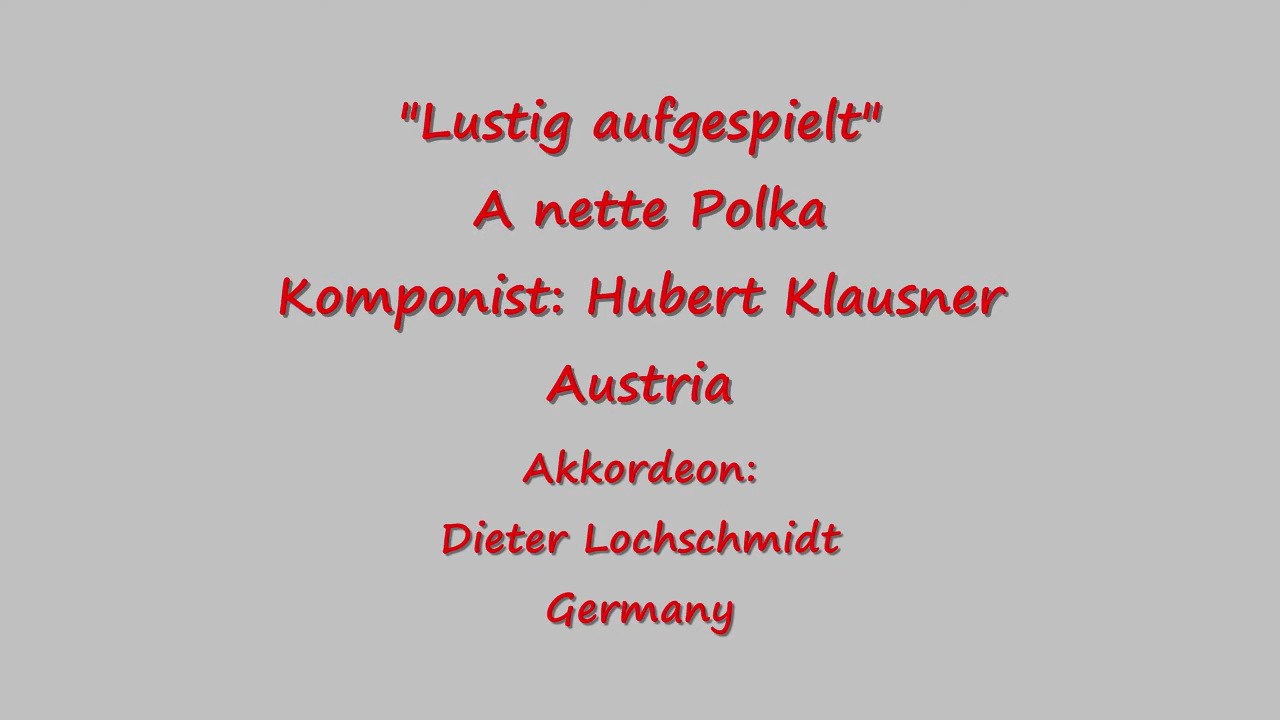 "Lustig aufgespielt"
A nette Polka
Komponist: Hubert Klausner
Austria
Akkordeon:
Dieter Lochschmidt
Germany